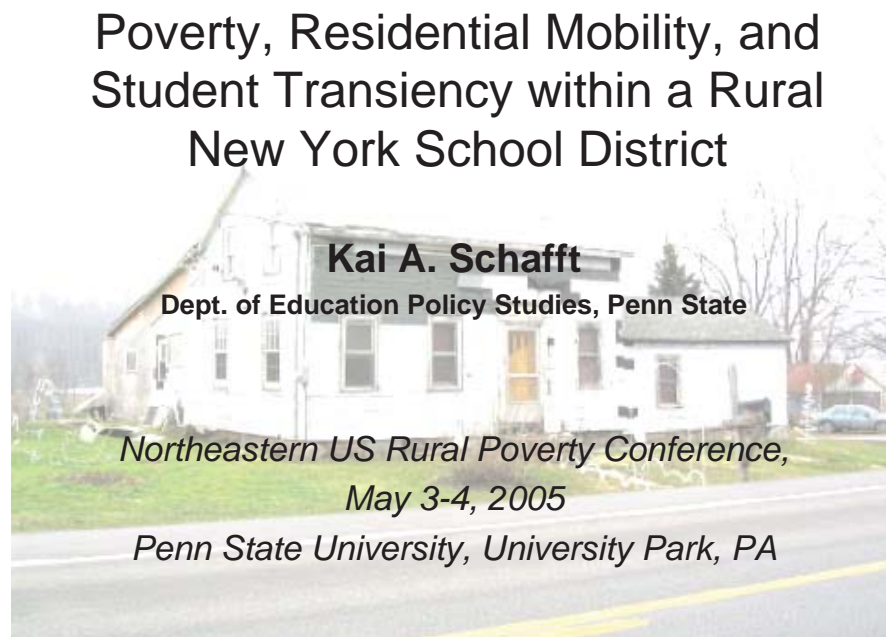 Poverty, Residential Mobility, and
Student Transiency within a Rural
New York School District
Kai A. Schafft
Dept. of Education Policy Studies, Penn State
Northeastern US Rural Poverty Conference,
May 3-4, 2005
Penn State University, University Park, PA